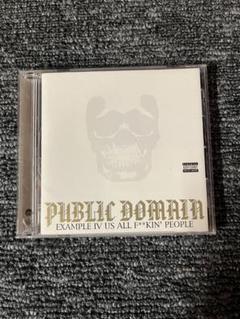 PUBLIC DOMAIN
EXAMPLE IV US ALL F**KIN' PEOPLE